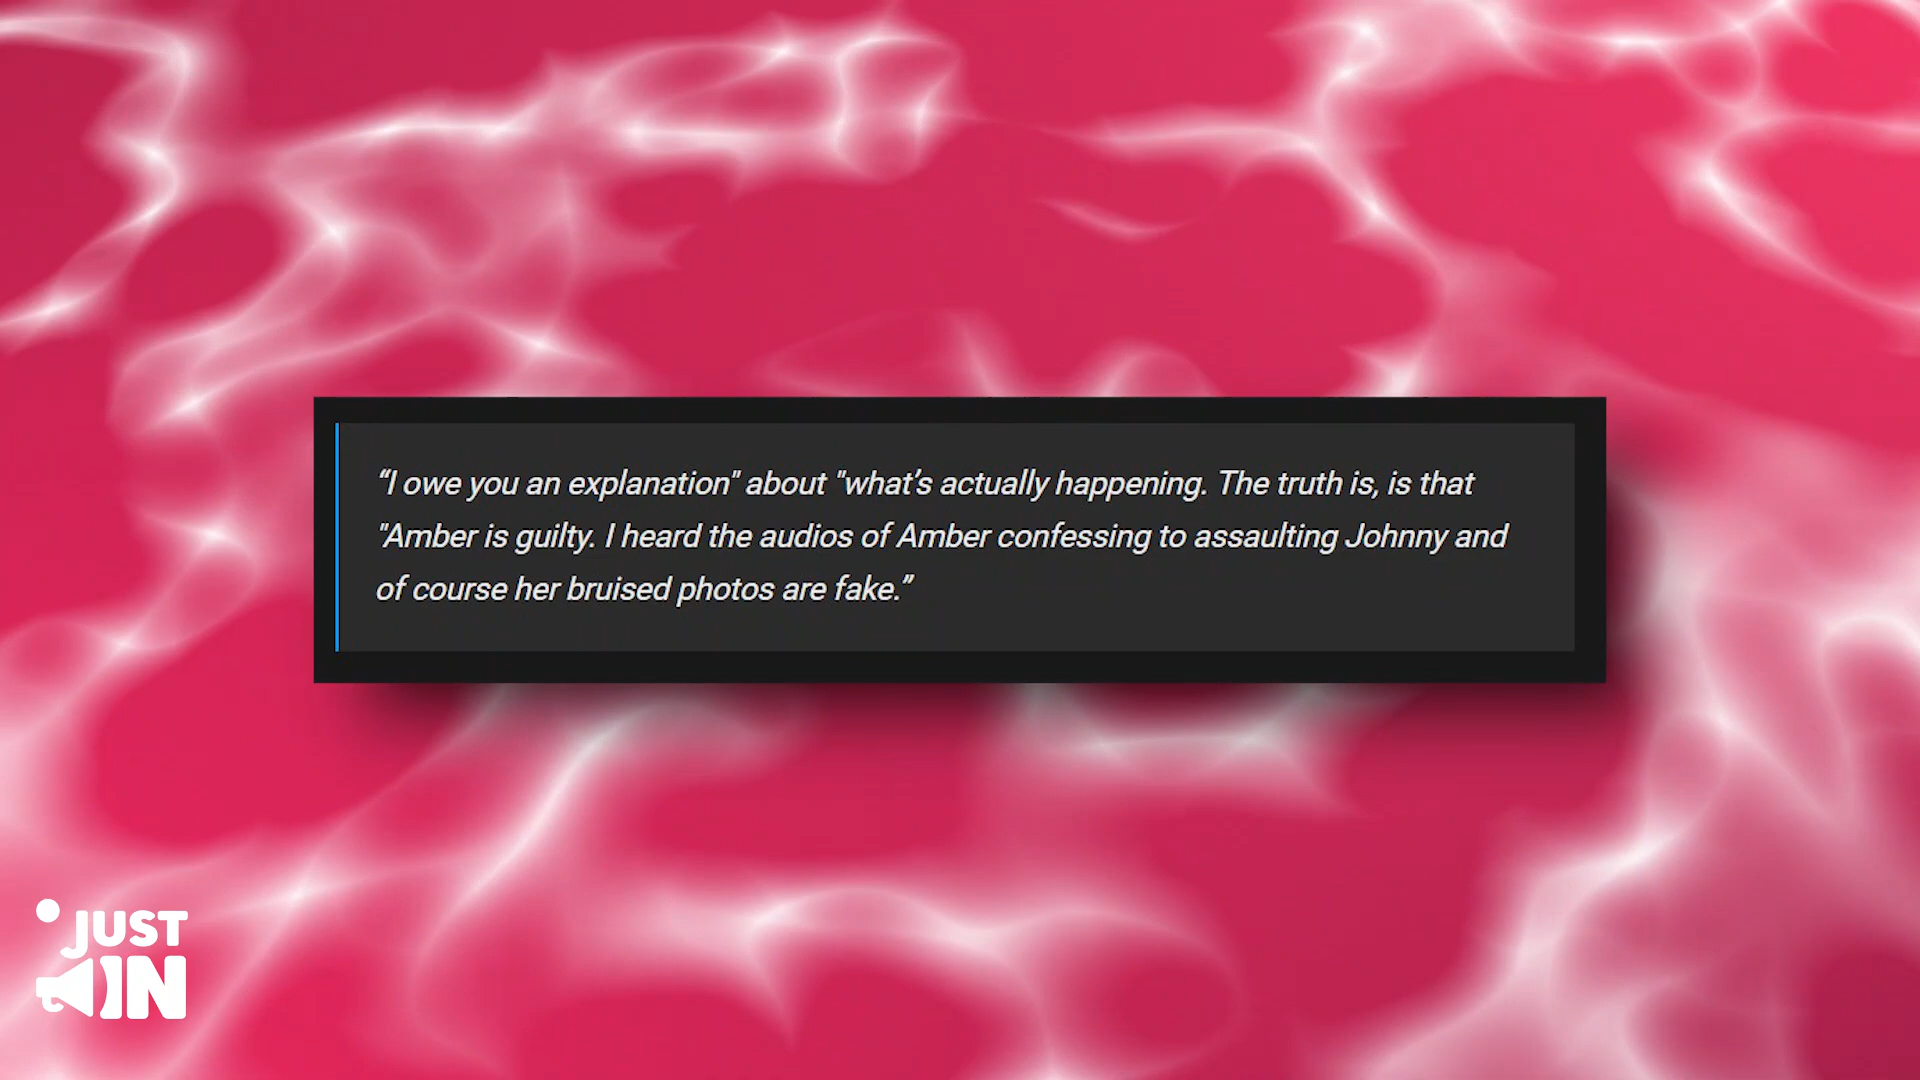 “I owe you an explanation" about "what’s actually happening. The truth is, is that
"Amber is guilty. I heard the audios of Amber confessing to assaulting Johnny and
of course her bruised photos are fake.”
JUST
IN